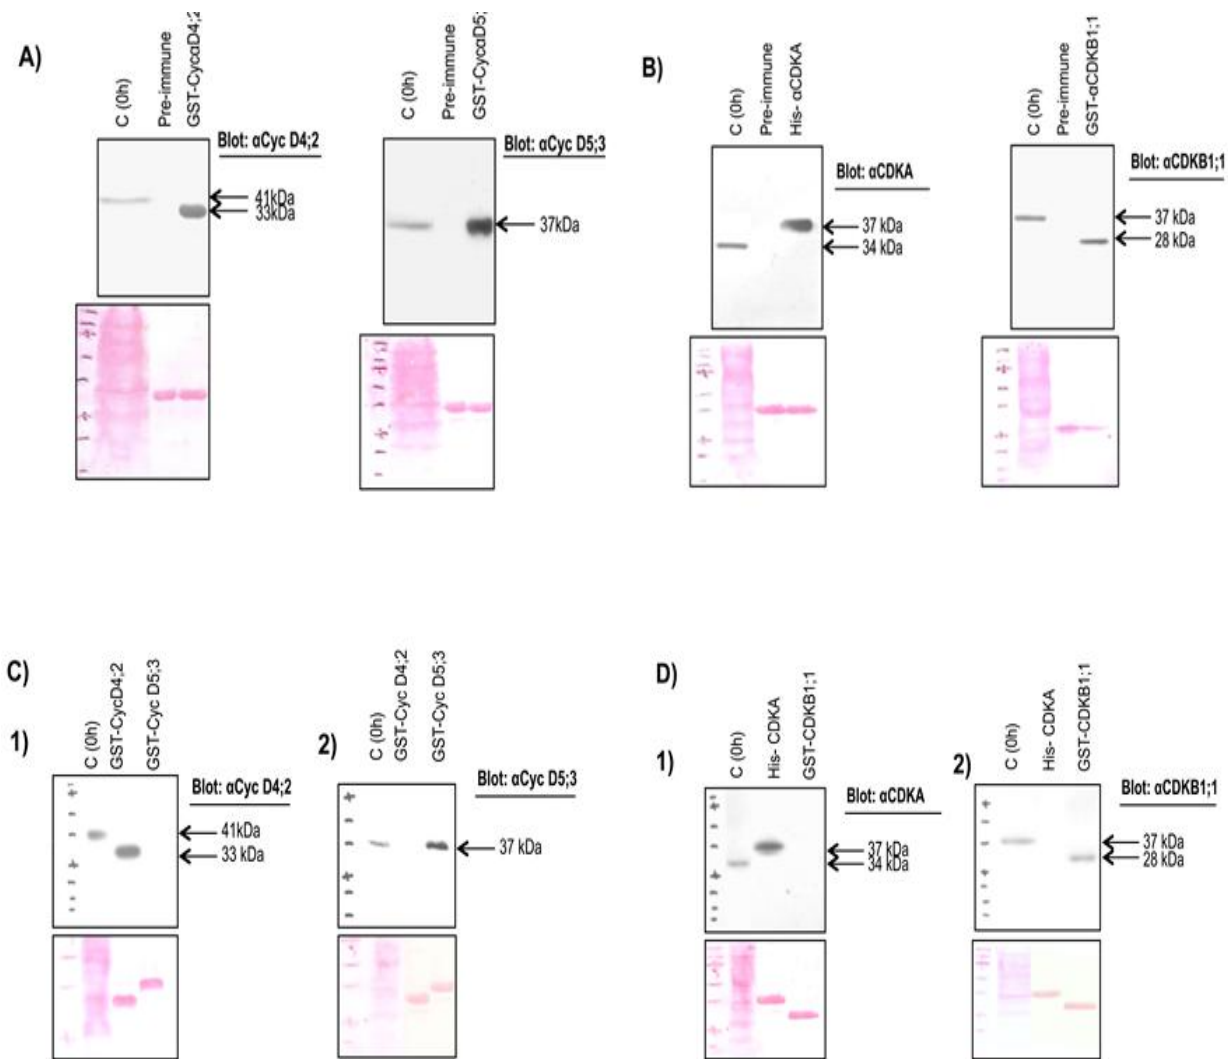 A)
C (0h)
Pre-immune
GST-CycαD4;2
Blot: αCyc D4;2
41kDa
33kDa
C (0h)
Pre-immune
GST-CycαD5;
Blot: αCyc D5;3
37kDa
B)
C (0h)
Pre-immune
His- αCDKA
Blot: αCDKA
37 kDa
34 kDa
C (0h)
Pre-immune
GST-αCDKB1;1
Blot: αCDKB1;1
37 kDa
28 kDa
C)
1)
C (0h)
GST-CycD4;2
GST-Cyc D5;3
Blot: αCyc D4;2
41kDa
33 kDa
2)
C (0h)
GST-Cyc D4;2
GST-Cyc D5;3
Blot: αCyc D5;3
37 kDa
D)
1)
C (0h)
His- CDKA
GST-CDKB1;1
Blot: αCDKA
37 kDa
34 kDa
2)
C (0h)
His- CDKA
GST-CDKB1;1
Blot: αCDKB1;1
37 kDa
28 kDa